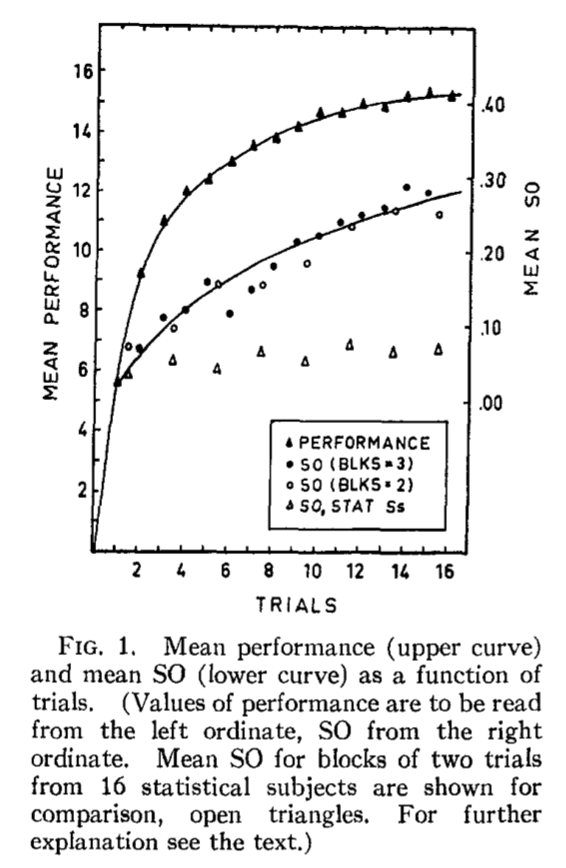 16
14
12
10
8
6
4
2
MEAN PERFORMANCE
.40
.30
.20
.10
.00
MEAN SO
▲ PERFORMANCE
● SO (BLKS=3)
○ SO (BLKS=2)
△ SO, STAT Ss
2 4 6 8 10 12 14 16
TRIALS
FIG. 1. Mean performance (upper curve)
and mean SO (lower curve) as a function of
trials. (Values of performance are to be read
from the left ordinate, SO from the right
ordinate. Mean SO for blocks of two trials
from 16 statistical subjects are shown for
comparison, open triangles. For further
explanation see the text.)